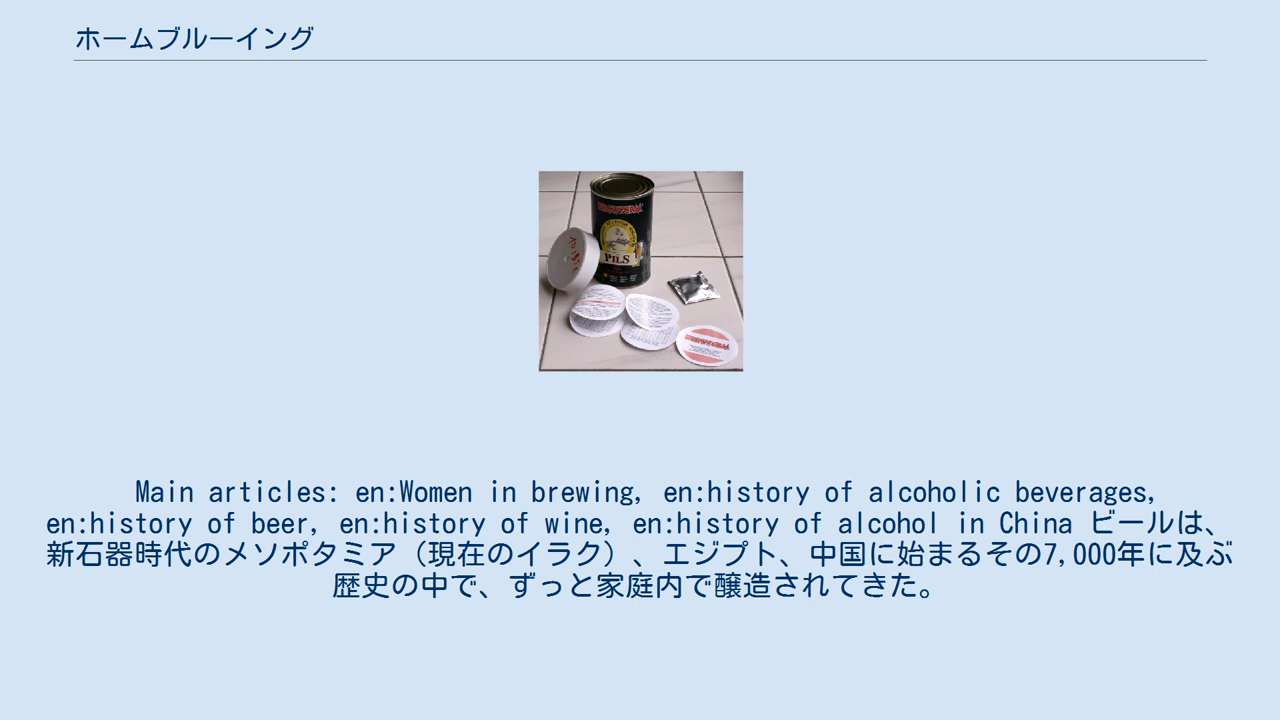 ホームブルーイング
PILS
Main articles: en:Women in brewing, en:history of alcoholic beverages,
en:history of beer, en:history of wine, en:history of alcohol in China ビールは、
新石器時代のメソポタミア（現在のイラク）、エジプト、中国に始まるその7,000年に及ぶ
歴史の中で、ずっと家庭内で醸造されてきた。